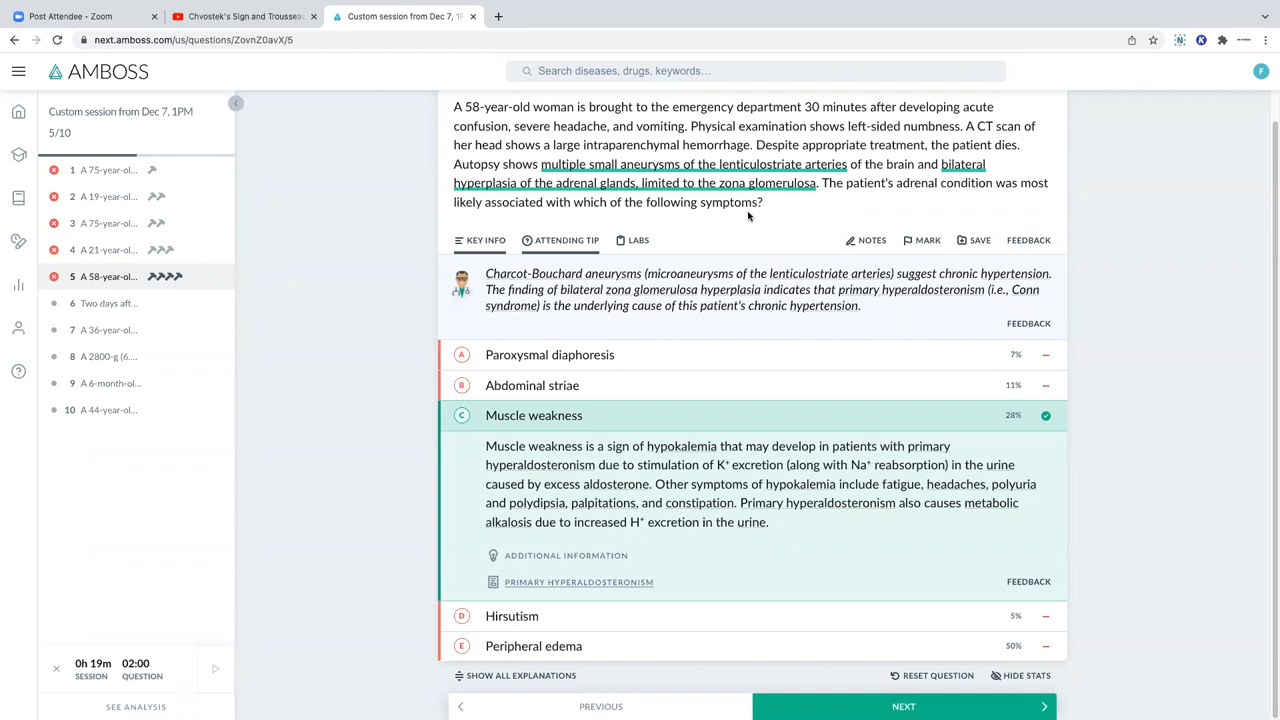 Post Attendee - Zoom
Chvostek's Sign and Trousseau
Custom session from Dec 7, 1P
next.amboss.com/us/questions/ZovnZ0avX/5
AMBOSS
Search diseases, drugs, keywords…
F
Custom session from Dec 7, 1PM
5/10
1 A 75-year-ol...
2 A 19-year-ol...
3 A 75-year-ol...
4 A 21-year-ol...
5 A 58-year-ol...
6 Two days aft...
7 A 36-year-ol...
8 A 2800-g (6....
9 A 6-month-ol...
10 A 44-year-ol...
0h 19m 02:00
SESSION QUESTION
SEE ANALYSIS
A 58-year-old woman is brought to the emergency department 30 minutes after developing acute
confusion, severe headache, and vomiting. Physical examination shows left-sided numbness. A CT scan of
her head shows a large intraparenchymal hemorrhage. Despite appropriate treatment, the patient dies.
Autopsy shows multiple small aneurysms of the lenticulostriate arteries of the brain and bilateral
hyperplasia of the adrenal glands, limited to the zona glomerulosa. The patient's adrenal condition was most
likely associated with which of the following symptoms?
KEY INFO ATTENDING TIP LABS NOTES MARK SAVE FEEDBACK
Charcot-Bouchard aneurysms (microaneurysms of the lenticulostriate arteries) suggest chronic hypertension.
The finding of bilateral zona glomerulosa hyperplasia indicates that primary hyperaldosteronism (i.e., Conn
syndrome) is the underlying cause of this patient's chronic hypertension.
FEEDBACK
A Paroxysmal diaphoresis 7%
B Abdominal striae 11%
C Muscle weakness 28%
Muscle weakness is a sign of hypokalemia that may develop in patients with primary
hyperaldosteronism due to stimulation of K⁺ excretion (along with Na⁺ reabsorption) in the urine
caused by excess aldosterone. Other symptoms of hypokalemia include fatigue, headaches, polyuria
and polydipsia, palpitations, and constipation. Primary hyperaldosteronism also causes metabolic
alkalosis due to increased H⁺ excretion in the urine.
ADDITIONAL INFORMATION
PRIMARY HYPERALDOSTERONISM FEEDBACK
D Hirsutism 5%
E Peripheral edema 50%
SHOW ALL EXPLANATIONS RESET QUESTION HIDE STATS
PREVIOUS NEXT